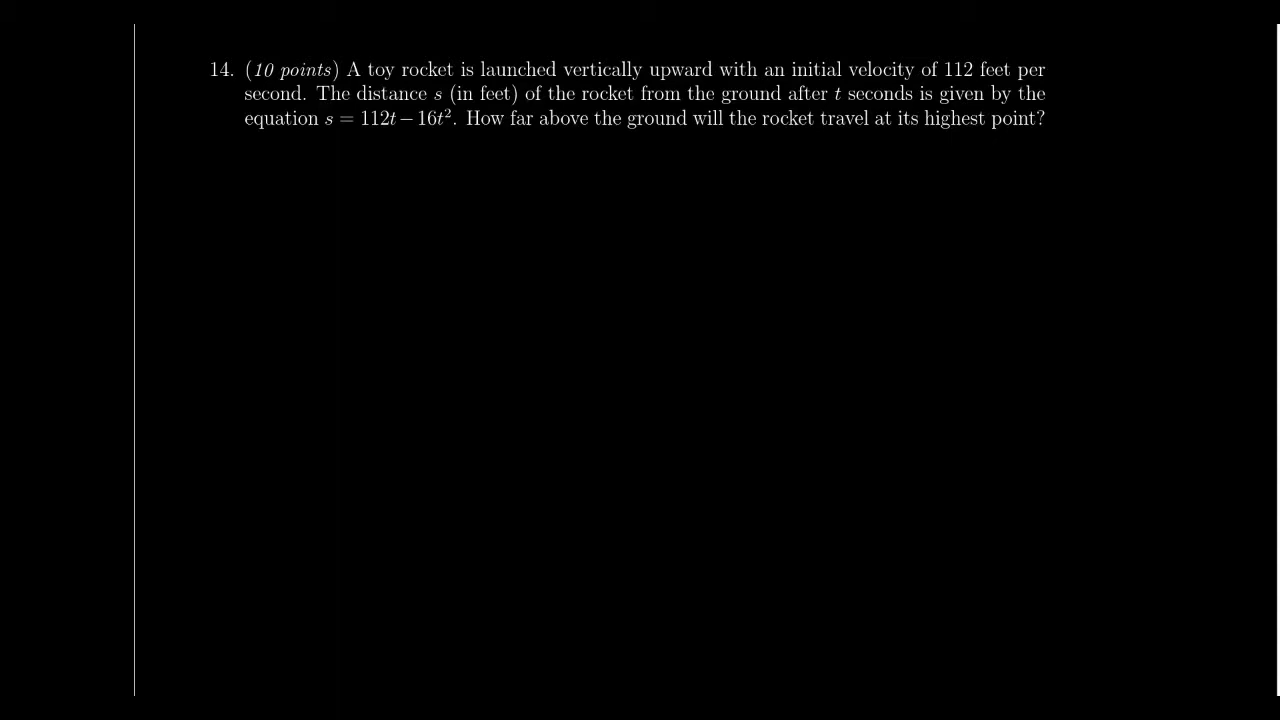 14. (10 points) A toy rocket is launched vertically upward with an initial velocity of 112 feet per
second. The distance s (in feet) of the rocket from the ground after t seconds is given by the
equation s = 112t − 16t². How far above the ground will the rocket travel at its highest point?